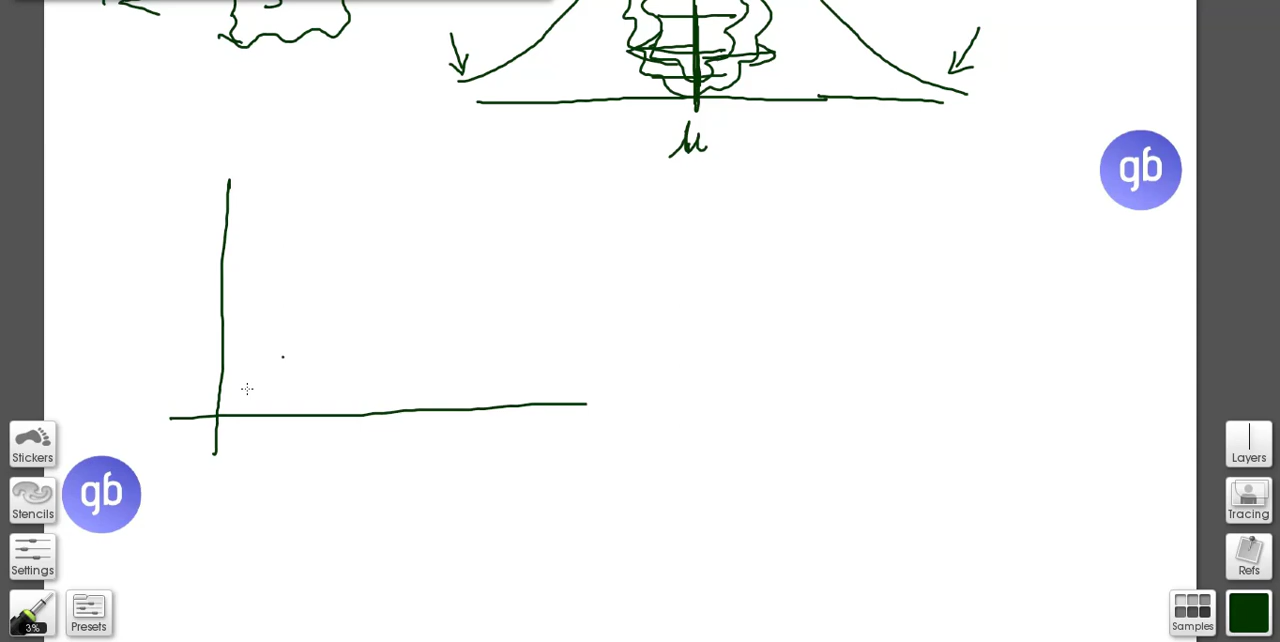 μ
gb
Stickers
Layers
gb
Stencils
Tracing
Settings
Refs
3%
Presets
Samples